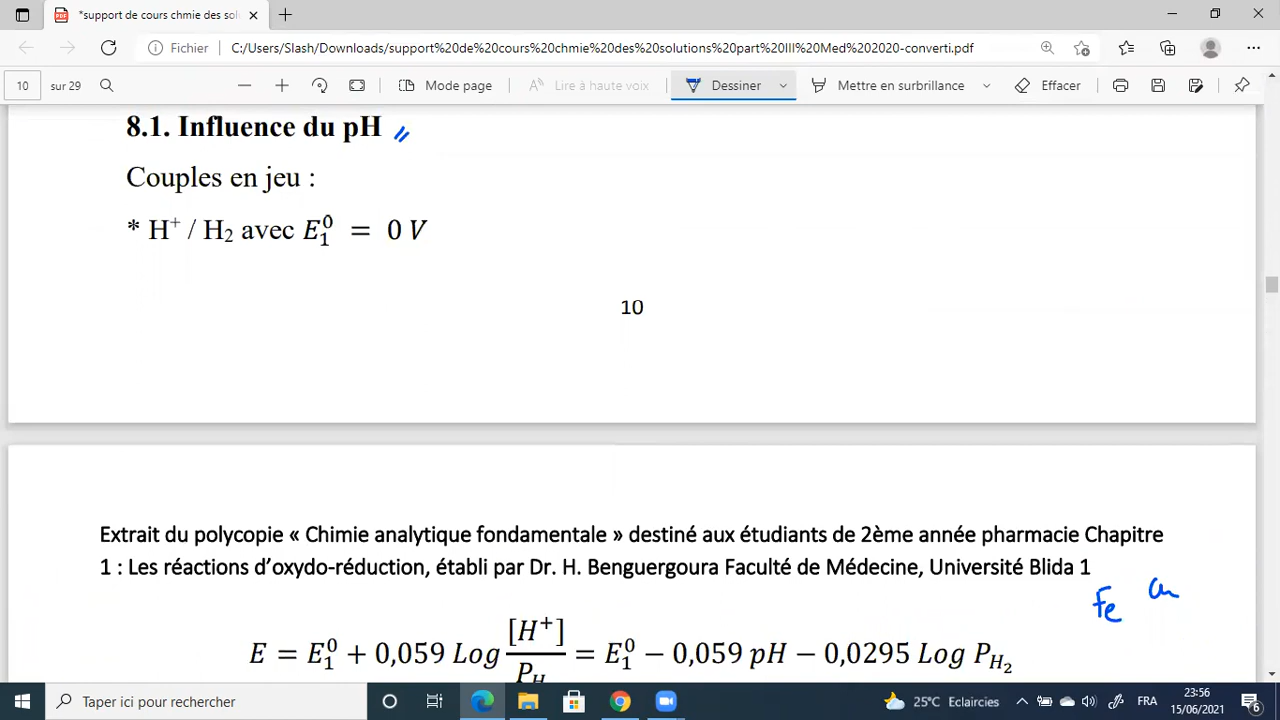 *support de cours chmie des sol
Fichier C:/Users/Slash/Downloads/support%20de%20cours%20chmie%20des%20solutions%20part%20III%20Med%202020-converti.pdf
10 sur 29 Mode page Lire à haute voix Dessiner Mettre en surbrillance Effacer
8.1. Influence du pH
Couples en jeu :
* H⁺ / H₂ avec E₁⁰ = 0 V
10
Extrait du polycopie « Chimie analytique fondamentale » destiné aux étudiants de 2ème année pharmacie Chapitre
1 : Les réactions d’oxydo-réduction, établi par Dr. H. Benguergoura Faculté de Médecine, Université Blida 1
Fe
E = E₁⁰ + 0,059 Log [H⁺]/P_H = E₁⁰ − 0,059 pH − 0,0295 Log P_H₂
Taper ici pour rechercher 25°C Eclaircies FRA 23:56
15/06/2021 6